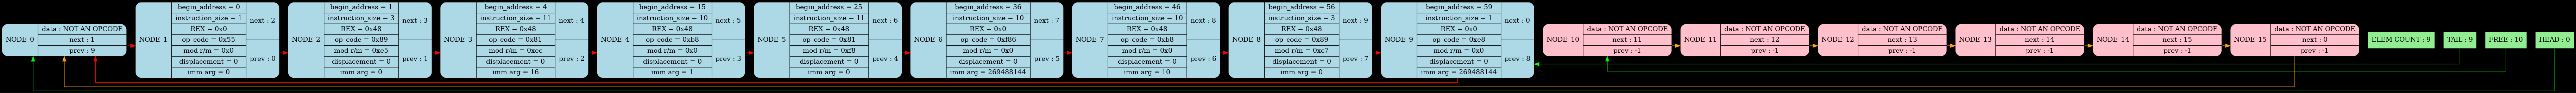 NODE_0
data : NOT AN OPCODE
next : 1
prev : 9
NODE_1
begin_address = 0
instruction_size = 1
REX = 0x0
op_code = 0x55
mod r/m = 0x0
displacement = 0
imm arg = 0
next : 2
prev : 0
NODE_2
begin_address = 1
instruction_size = 3
REX = 0x48
op_code = 0x89
mod r/m = 0xe5
displacement = 0
imm arg = 0
next : 3
prev : 1
NODE_3
begin_address = 4
instruction_size = 11
REX = 0x48
op_code = 0x81
mod r/m = 0xec
displacement = 0
imm arg = 16
next : 4
prev : 2
NODE_4
begin_address = 15
instruction_size = 10
REX = 0x48
op_code = 0xb8
mod r/m = 0x0
displacement = 0
imm arg = 1
next : 5
prev : 3
NODE_5
begin_address = 25
instruction_size = 11
REX = 0x48
op_code = 0x81
mod r/m = 0xf8
displacement = 0
imm arg = 0
next : 6
prev : 4
NODE_6
begin_address = 36
instruction_size = 10
REX = 0x0
op_code = 0xf86
mod r/m = 0x0
displacement = 0
imm arg = 269488144
next : 7
prev : 5
NODE_7
begin_address = 46
instruction_size = 10
REX = 0x48
op_code = 0xb8
mod r/m = 0x0
displacement = 0
imm arg = 10
next : 8
prev : 6
NODE_8
begin_address = 56
instruction_size = 3
REX = 0x48
op_code = 0x89
mod r/m = 0xc7
displacement = 0
imm arg = 0
next : 9
prev : 7
NODE_9
begin_address = 59
instruction_size = 1
REX = 0x0
op_code = 0xe8
mod r/m = 0x0
displacement = 0
imm arg = 269488144
next : 0
prev : 8
NODE_10
data : NOT AN OPCODE
next : 11
prev : -1
NODE_11
data : NOT AN OPCODE
next : 12
prev : -1
NODE_12
data : NOT AN OPCODE
next : 13
prev : -1
NODE_13
data : NOT AN OPCODE
next : 14
prev : -1
NODE_14
data : NOT AN OPCODE
next : 15
prev : -1
NODE_15
data : NOT AN OPCODE
next : 0
prev : -1
ELEM COUNT : 9
TAIL : 9
FREE : 10
HEAD : 0